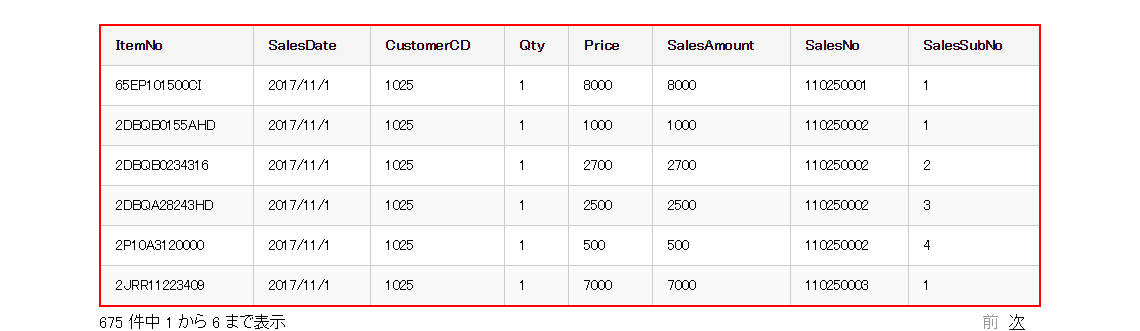 ItemNo SalesDate CustomerCD Qty Price SalesAmount SalesNo SalesSubNo
65EP101500CI 2017/11/1 1025 1 8000 8000 110250001 1
2DBQB0155AHD 2017/11/1 1025 1 1000 1000 110250002 1
2DBQB0234316 2017/11/1 1025 1 2700 2700 110250002 2
2DBQA28243HD 2017/11/1 1025 1 2500 2500 110250002 3
2P10A3120000 2017/11/1 1025 1 500 500 110250002 4
2JRR11223409 2017/11/1 1025 1 7000 7000 110250003 1
675 件中 1 から 6 まで表示 前 次